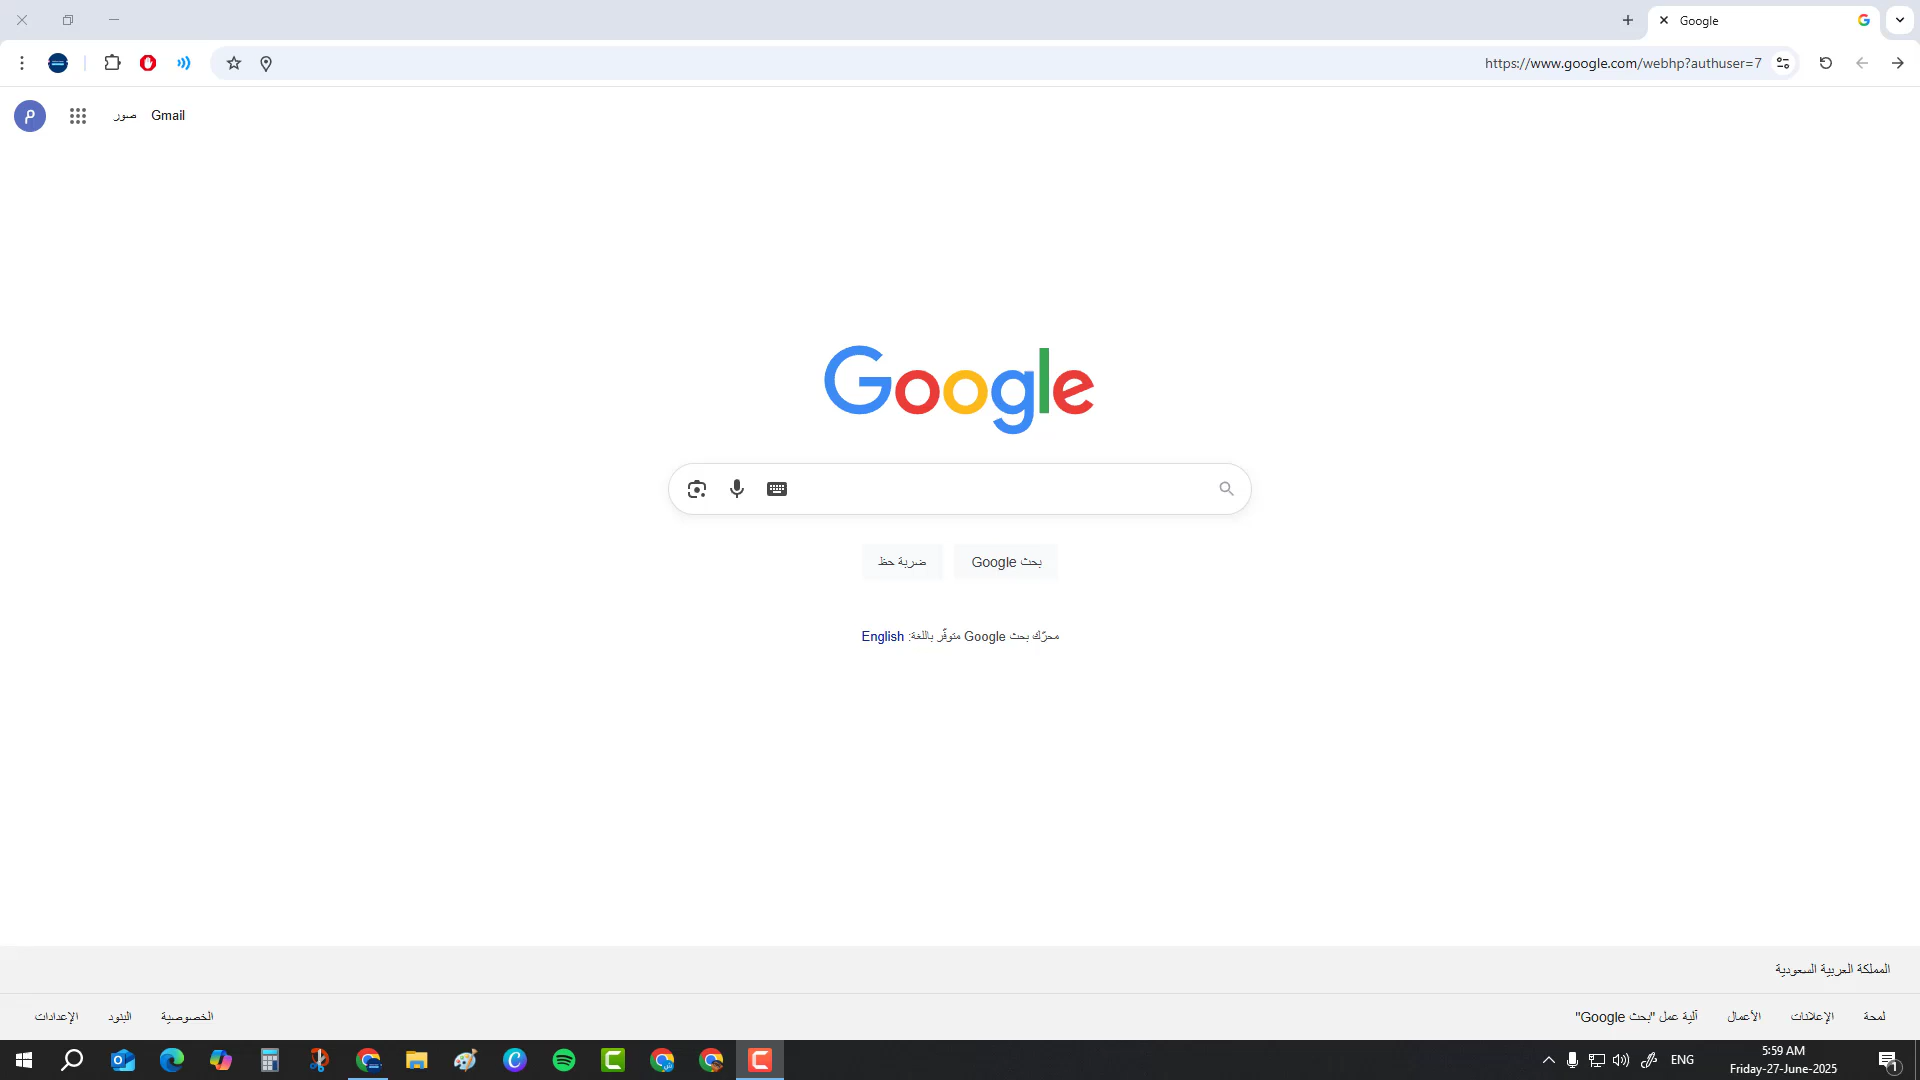 Google
https://www.google.com/webhp?authuser=7
Gmail صور
Google
بحث Google ضربة حظ
محرّك بحث Google متوفّر باللغة: English
المملكة العربية السعودية
لمحة الإعلانات الأعمال آلية عمل "بحث Google" الخصوصية البنود الإعدادات
ENG
5:59 AM
Friday-27-June-2025
1